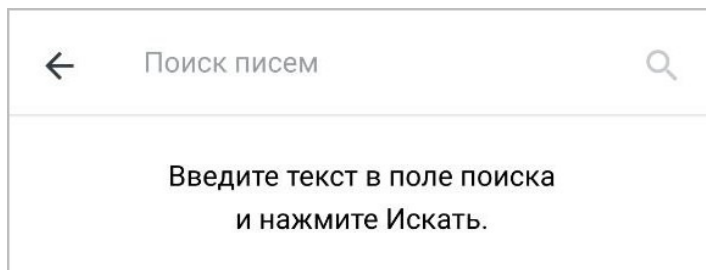 Поиск писем
Введите текст в поле поиска
и нажмите Искать.